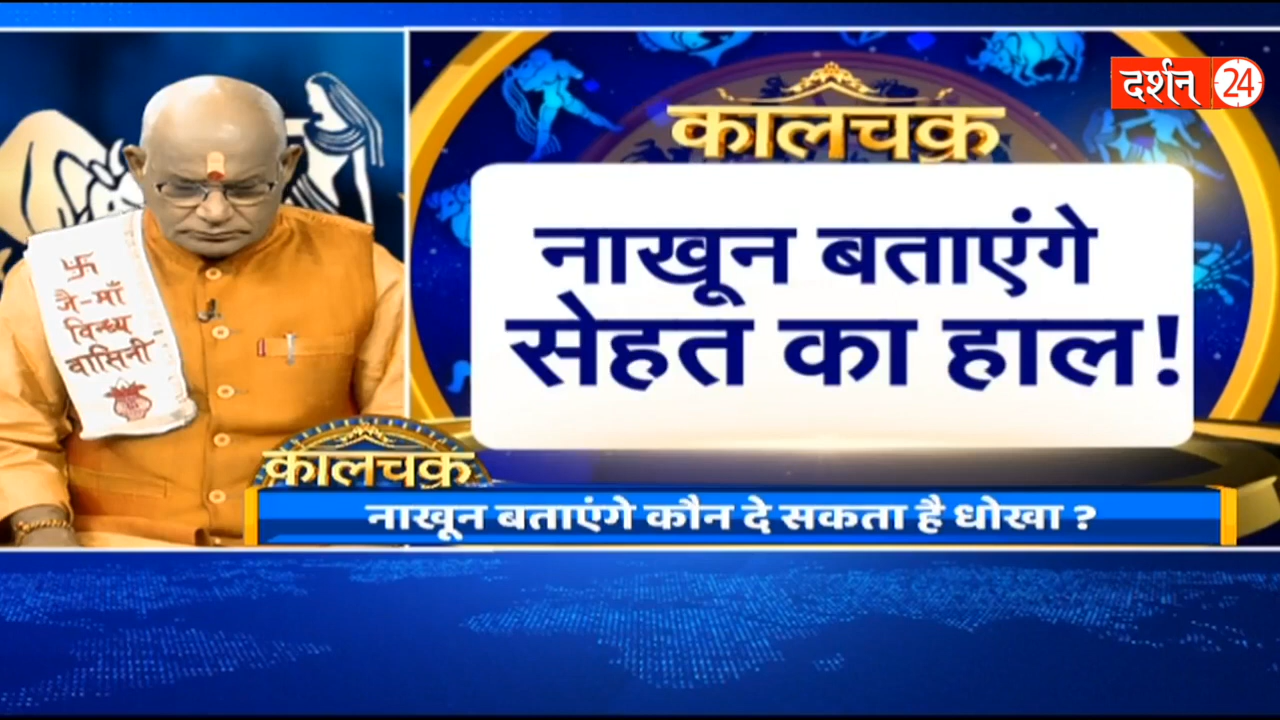 दर्शन 24
कालचक्र
नाखून बताएंगे
सेहत का हाल!
जै-माँ
विन्ध्य
वासिनी
कालचक्र
नाखून बताएंगे कौन दे सकता है धोखा ?